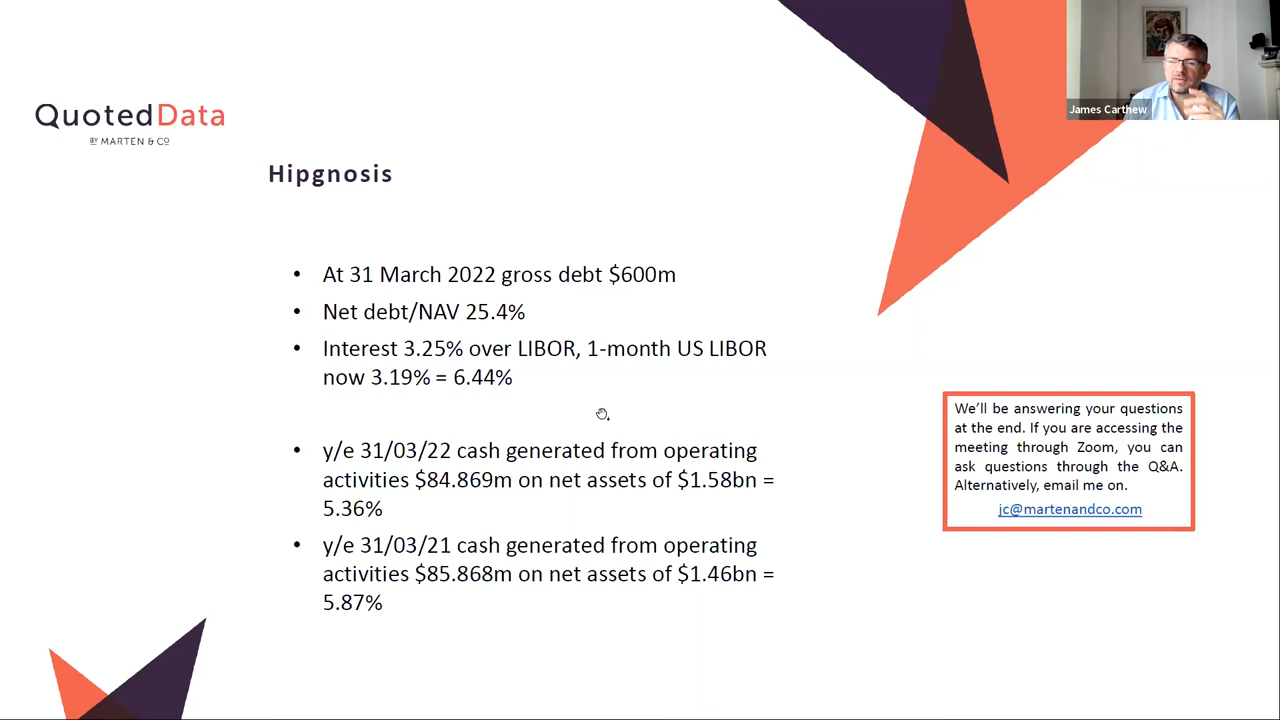 James Carthew
QuotedData
BY MARTEN & CO
Hipgnosis
• At 31 March 2022 gross debt $600m
• Net debt/NAV 25.4%
• Interest 3.25% over LIBOR, 1-month US LIBOR
now 3.19% = 6.44%
• y/e 31/03/22 cash generated from operating
activities $84.869m on net assets of $1.58bn =
5.36%
• y/e 31/03/21 cash generated from operating
activities $85.868m on net assets of $1.46bn =
5.87%
We’ll be answering your questions
at the end. If you are accessing the
meeting through Zoom, you can
ask questions through the Q&A.
Alternatively, email me on.
jc@martenandco.com